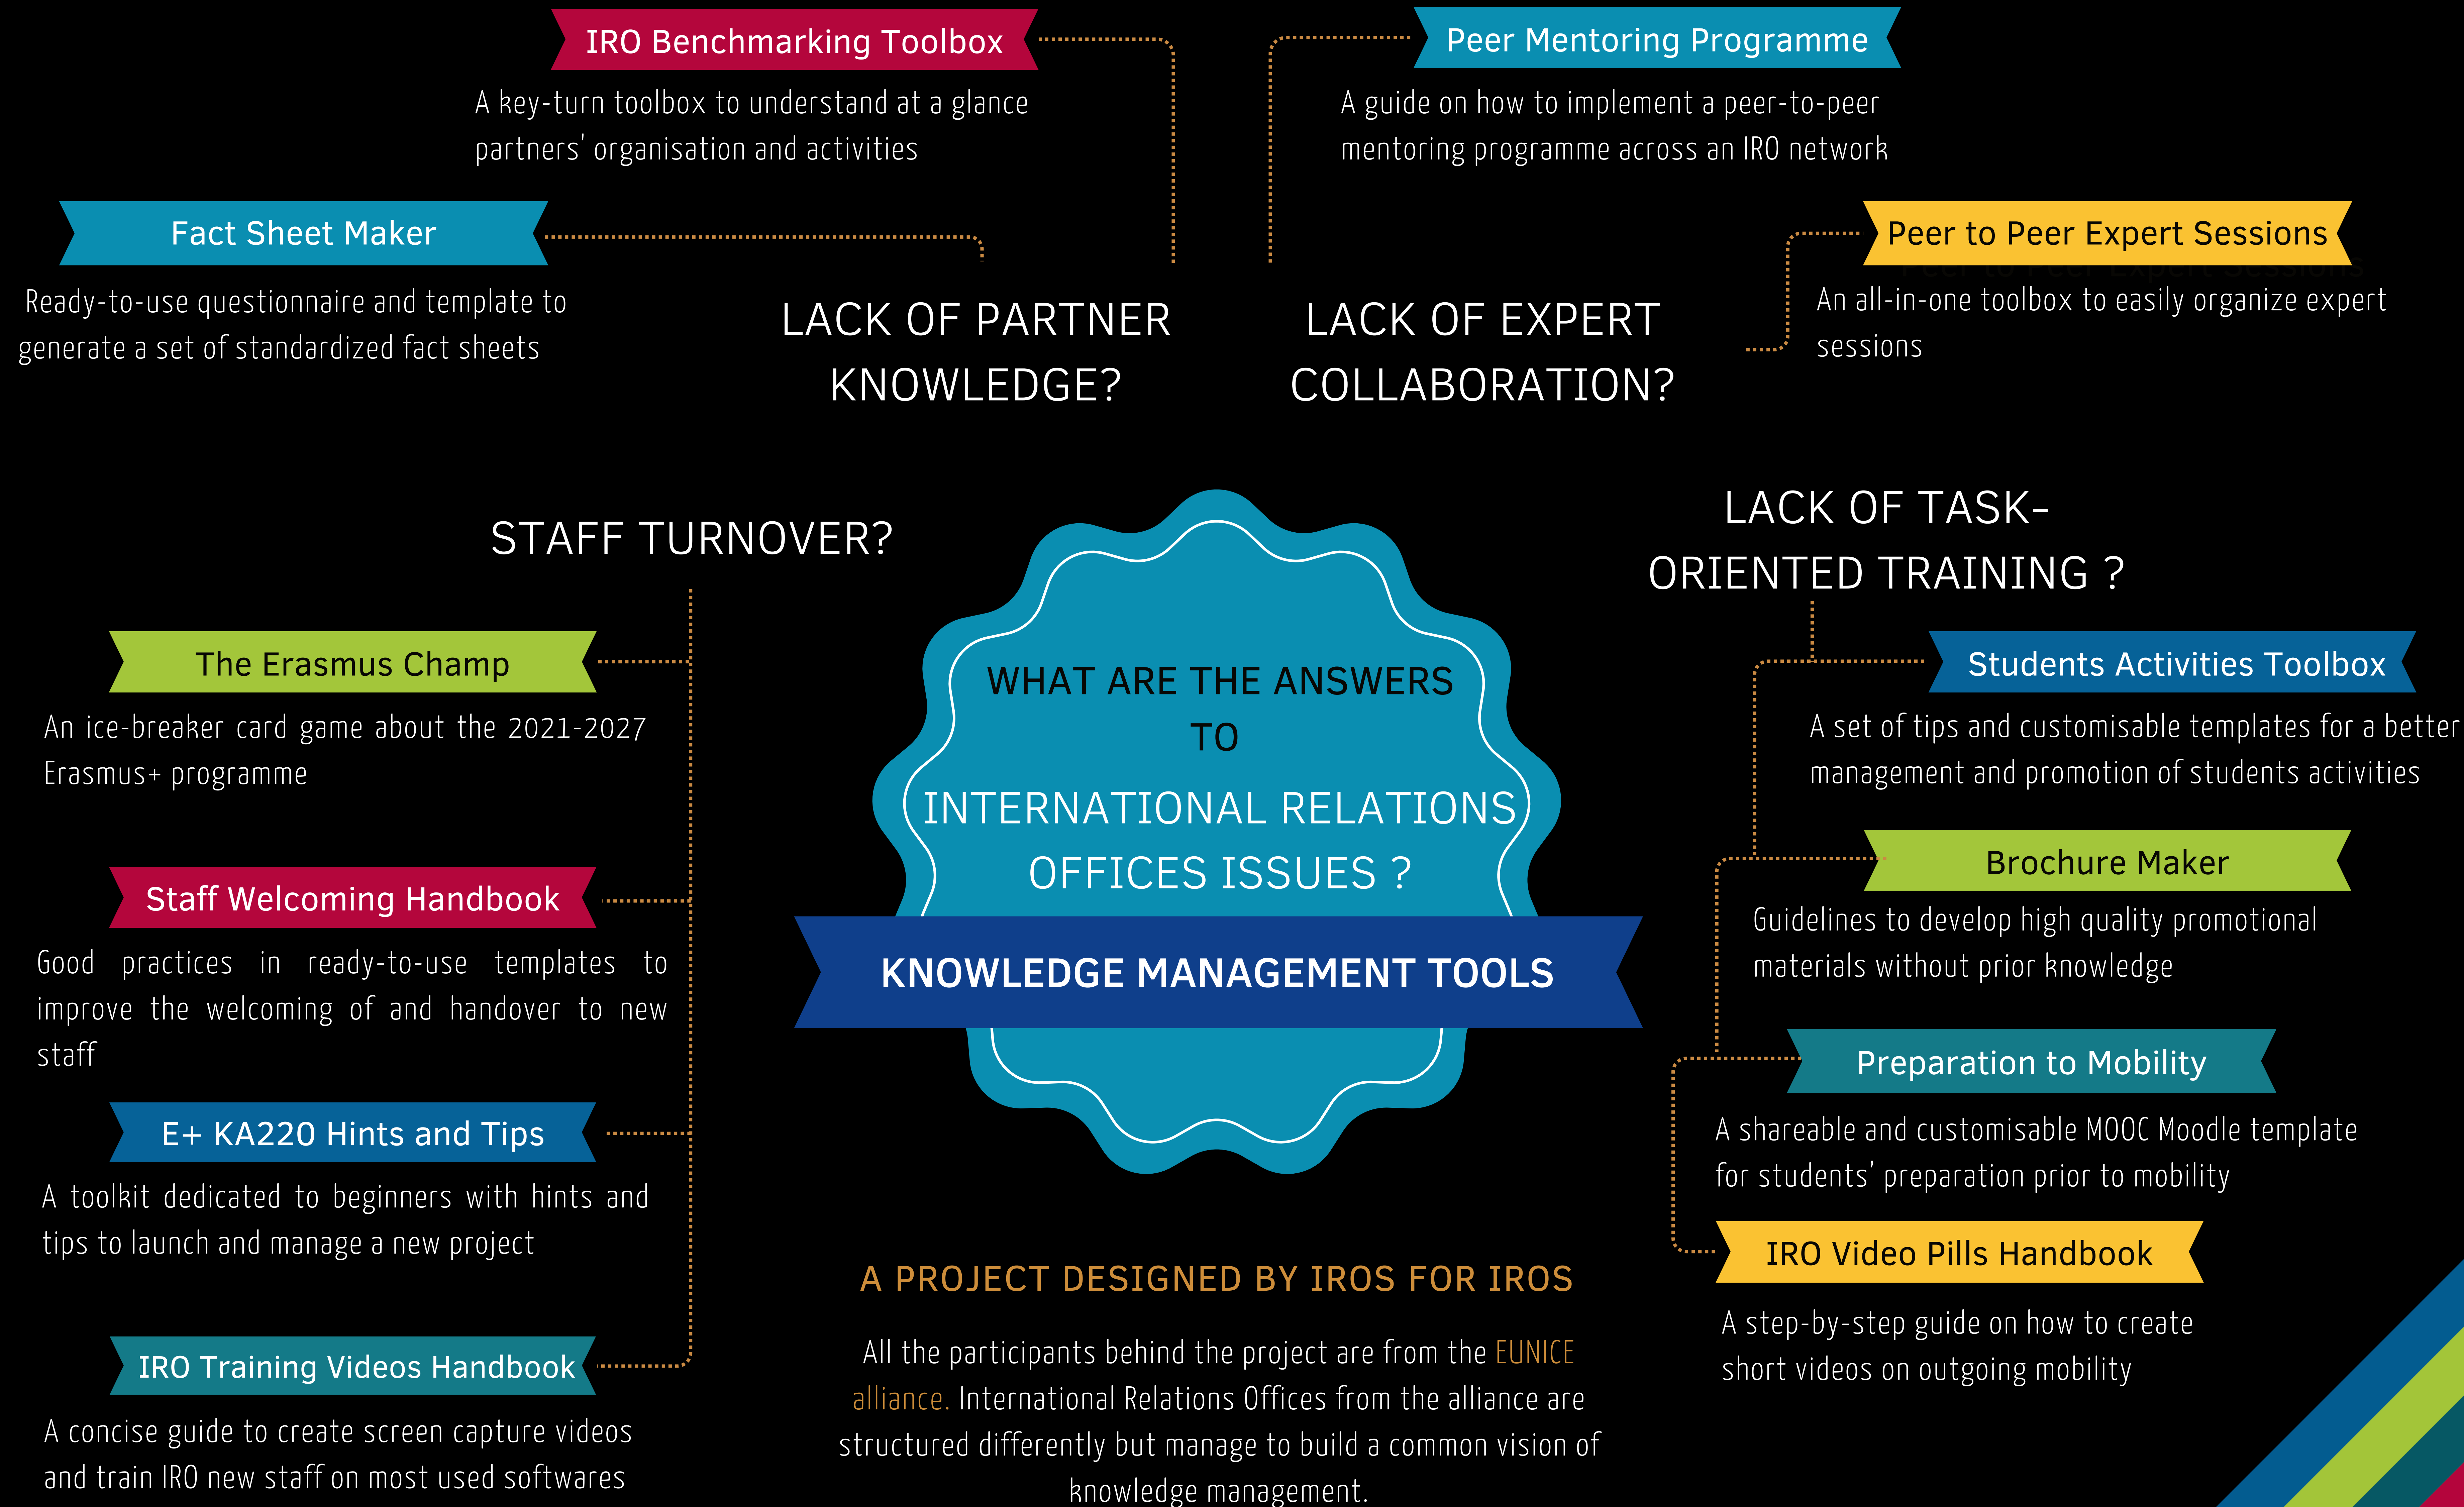 IRO Benchmarking Toolbox
A key-turn toolbox to understand at a glance
partners' organisation and activities
Peer Mentoring Programme
A guide on how to implement a peer-to-peer
mentoring programme across an IRO network
Fact Sheet Maker
Ready-to-use questionnaire and template to
generate a set of standardized fact sheets
Peer to Peer Expert Sessions
Peer to Peer Expert Sessions
An all-in-one toolbox to easily organize expert
sessions
LACK OF PARTNER
KNOWLEDGE?
LACK OF EXPERT
COLLABORATION?
STAFF TURNOVER?
The Erasmus Champ
An ice-breaker card game about the 2021-2027
Erasmus+ programme
Staff Welcoming Handbook
Good practices in ready-to-use templates to
improve the welcoming of and handover to new
staff
E+ KA220 Hints and Tips
A toolkit dedicated to beginners with hints and
tips to launch and manage a new project
IRO Training Videos Handbook
A concise guide to create screen capture videos
and train IRO new staff on most used softwares
WHAT ARE THE ANSWERS
TO
INTERNATIONAL RELATIONS
OFFICES ISSUES ?
KNOWLEDGE MANAGEMENT TOOLS
A PROJECT DESIGNED BY IROS FOR IROS
All the participants behind the project are from the EUNICE
alliance. International Relations Offices from the alliance are
structured differently but manage to build a common vision of
knowledge management.
LACK OF TASK-
ORIENTED TRAINING ?
Students Activities Toolbox
A set of tips and customisable templates for a better
management and promotion of students activities
Brochure Maker
Guidelines to develop high quality promotional
materials without prior knowledge
Preparation to Mobility
A shareable and customisable MOOC Moodle template
for students' preparation prior to mobility
IRO Video Pills Handbook
A step-by-step guide on how to create
short videos on outgoing mobility